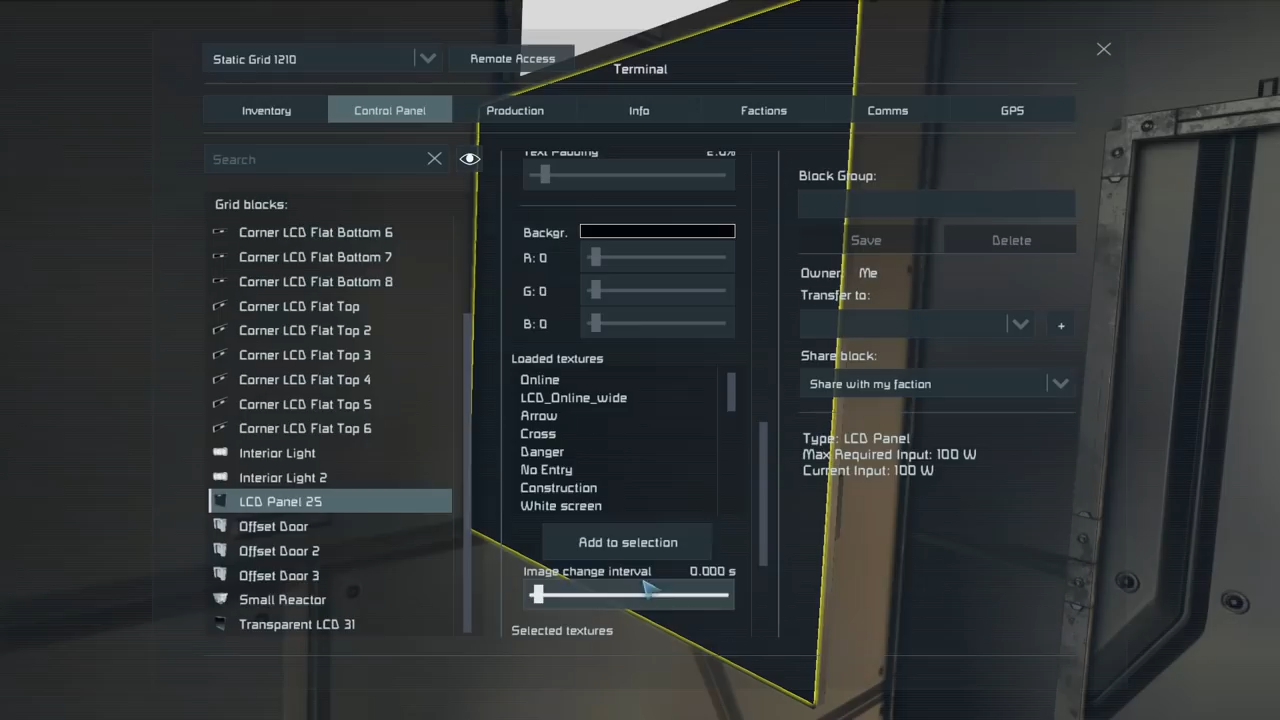 Static Grid 1210
Remote Access
Terminal
Inventory
Control Panel
Production
Info
Factions
Comms
GPS
Search
Grid blocks:
Corner LCD Flat Bottom 6
Corner LCD Flat Bottom 7
Corner LCD Flat Bottom 8
Corner LCD Flat Top
Corner LCD Flat Top 2
Corner LCD Flat Top 3
Corner LCD Flat Top 4
Corner LCD Flat Top 5
Corner LCD Flat Top 6
Interior Light
Interior Light 2
LCD Panel 25
Offset Door
Offset Door 2
Offset Door 3
Small Reactor
Transparent LCD 31
Text Padding 2.0%
Backgr.
R: 0
G: 0
B: 0
Loaded textures
Online
LCD_Online_wide
Arrow
Cross
Danger
No Entry
Construction
White screen
Add to selection
Image change interval 0.000 s
Selected textures
Block Group:
Save
Delete
Owner: Me
Transfer to:
+
Share block:
Share with my faction
Type: LCD Panel
Max Required Input: 100 W
Current Input: 100 W